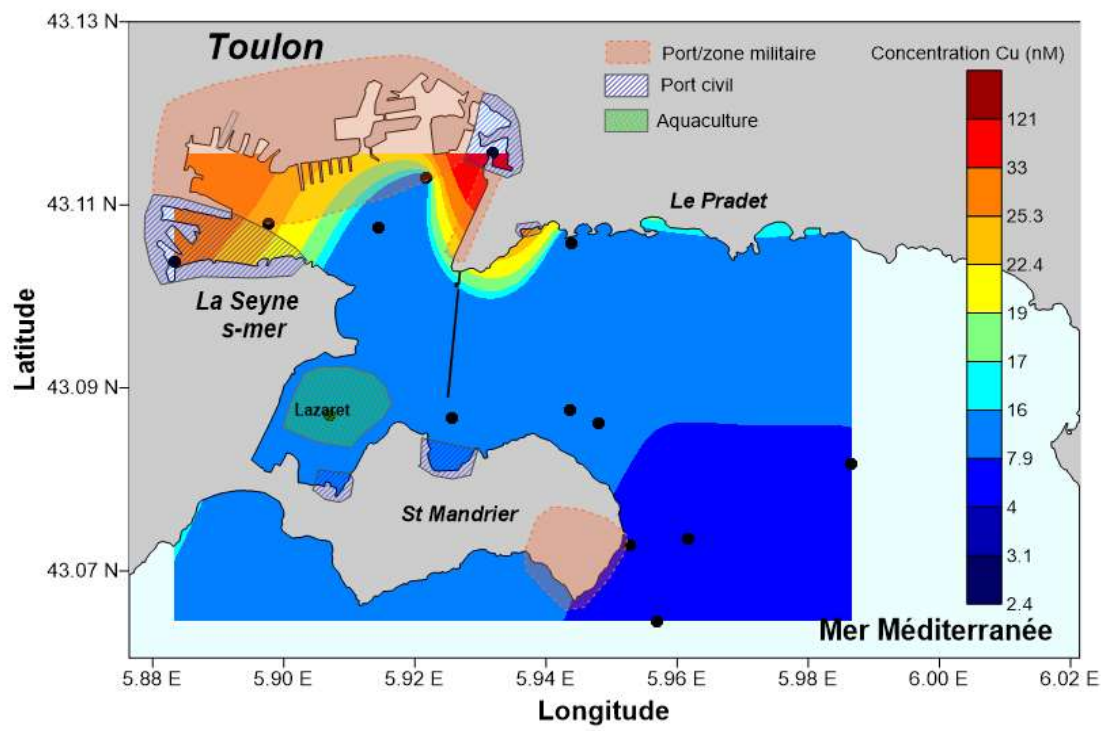 43.13 N
Toulon
Port/zone militaire
Port civil
Aquaculture
Concentration Cu (nM)
121
33
25.3
22.4
19
17
16
7.9
4
3.1
2.4
43.11 N
Le Pradet
La Seyne
s-mer
Latitude
43.09 N
Lazaret
St Mandrier
43.07 N
Mer Méditerranée
5.88 E
5.90 E
5.92 E
5.94 E
5.96 E
5.98 E
6.00 E
6.02 E
Longitude